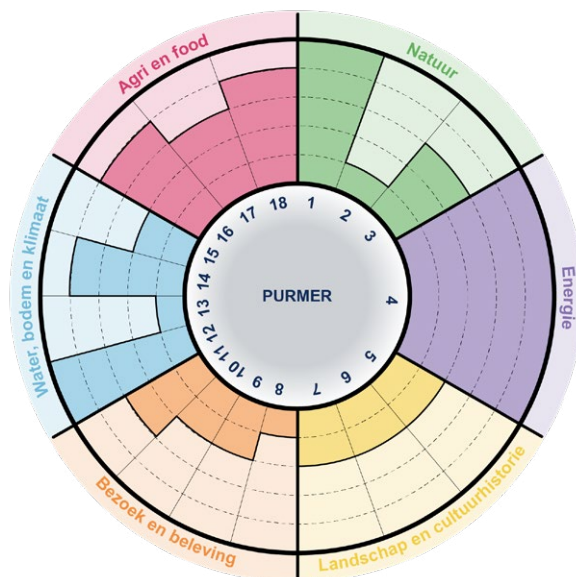 Agri en food
Natuur
Energie
Landschap en cultuurhistorie
Bezoek en beleving
Water, bodem en klimaat
1
2
3
4
5
6
7
8
9
10
11
12
13
14
15
16
17
18
PURMER